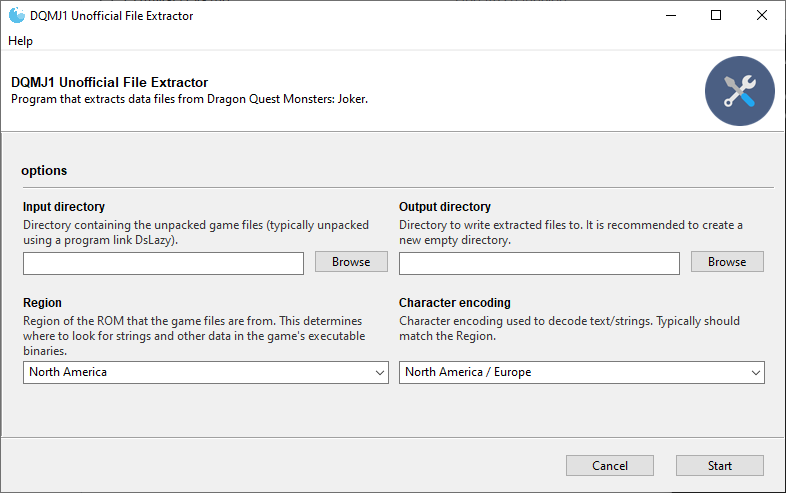 DQMJ1 Unofficial File Extractor
Help
DQMJ1 Unofficial File Extractor
Program that extracts data files from Dragon Quest Monsters: Joker.
options
Input directory
Directory containing the unpacked game files (typically unpacked
using a program link DsLazy).
Browse
Output directory
Directory to write extracted files to. It is recommended to create a
new empty directory.
Browse
Region
Region of the ROM that the game files are from. This determines
where to look for strings and other data in the game's executable
binaries.
North America
Character encoding
Character encoding used to decode text/strings. Typically should
match the Region.
North America / Europe
Cancel
Start